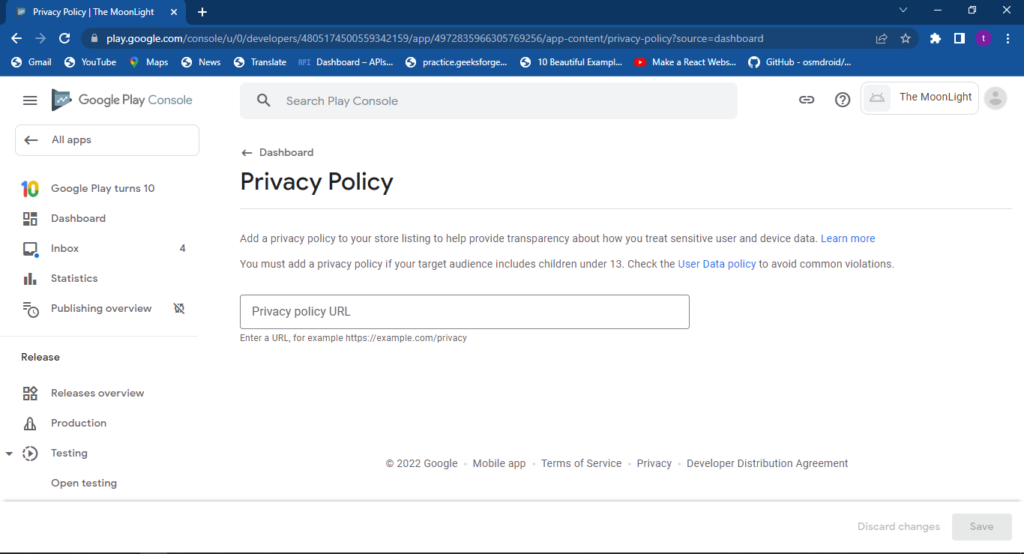 Privacy Policy | The MoonLight
play.google.com/console/u/0/developers/4805174500559342159/app/4972835966305769256/app-content/privacy-policy?source=dashboard
t
Gmail YouTube Maps News Translate API Dashboard – APIs... practice.geeksforge... 10 Beautiful Exampl... Make a React Webs... GitHub - osmdroid/...
Google Play Console
Search Play Console
The MoonLight
All apps
Dashboard
Privacy Policy
10 Google Play turns 10
Dashboard
Inbox 4
Statistics
Publishing overview
Add a privacy policy to your store listing to help provide transparency about how you treat sensitive user and device data. Learn more
You must add a privacy policy if your target audience includes children under 13. Check the User Data policy to avoid common violations.
Privacy policy URL
Enter a URL, for example https://example.com/privacy
Release
Releases overview
Production
Testing
Open testing
© 2022 Google • Mobile app • Terms of Service • Privacy • Developer Distribution Agreement
Discard changes Save